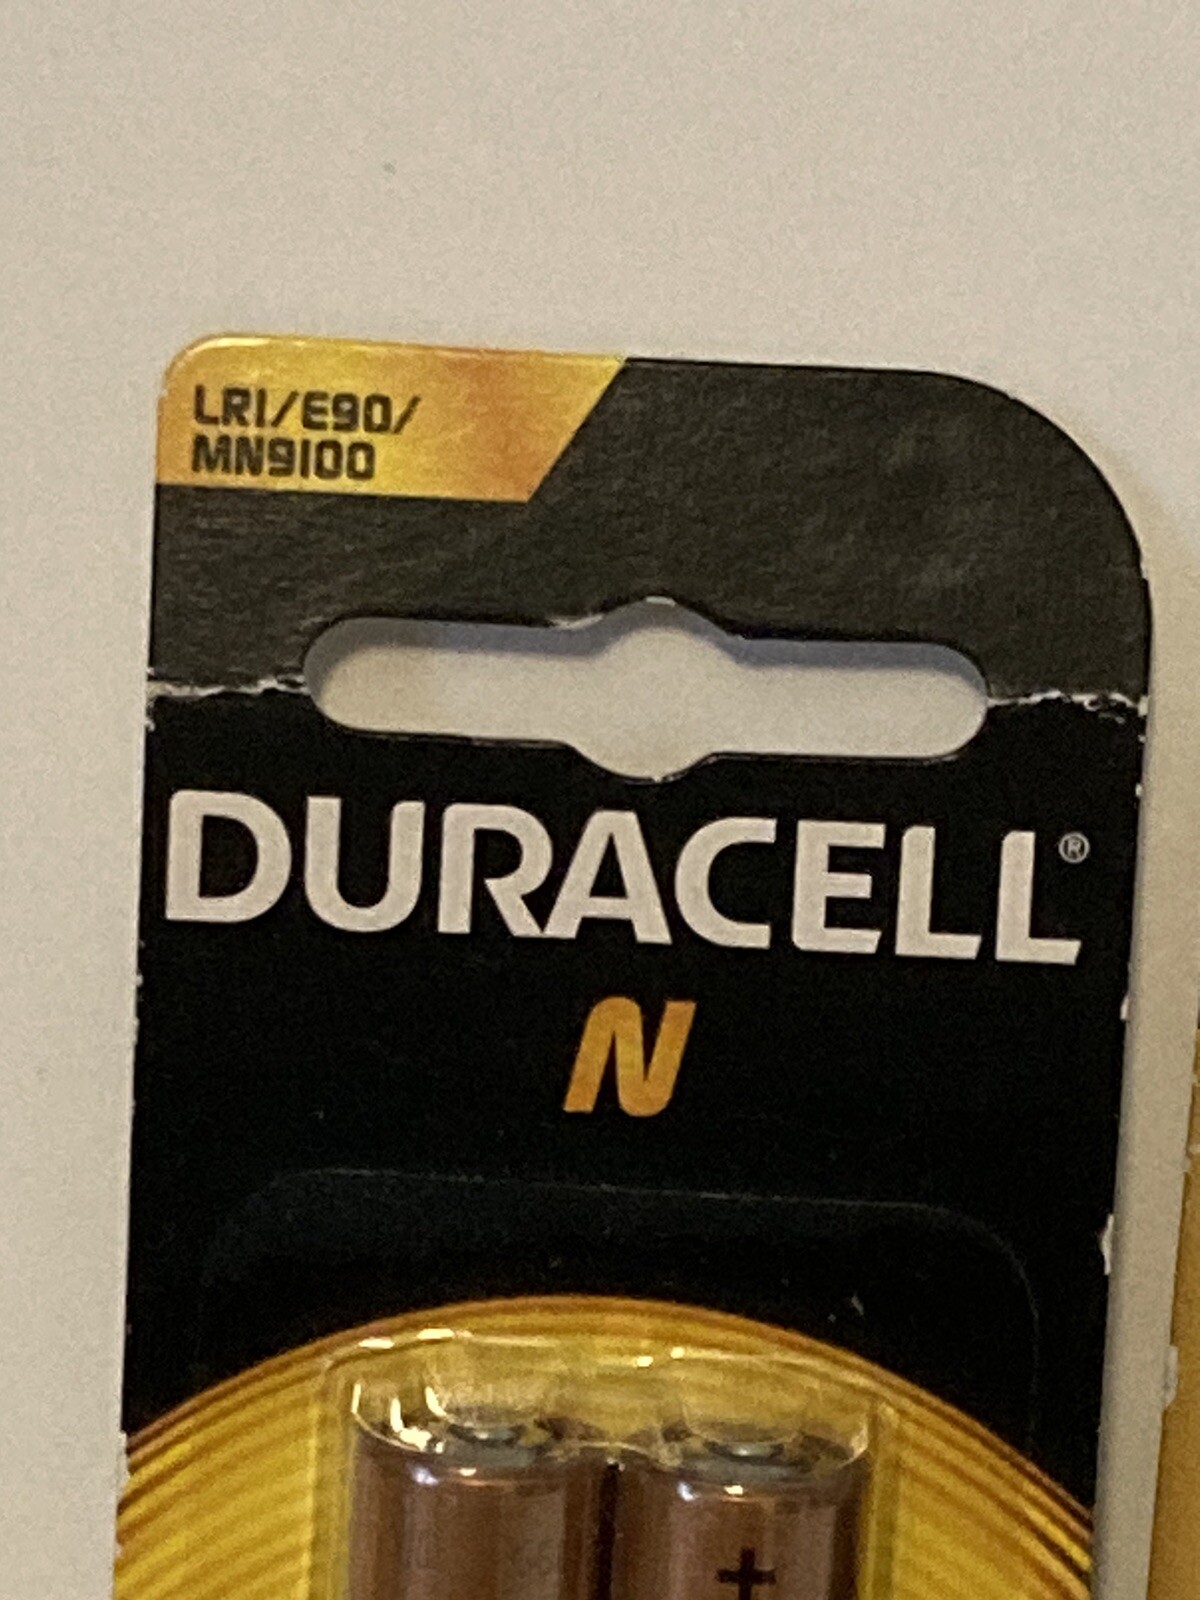 LR1/E90/
MN9100
DURACELL®
N
+